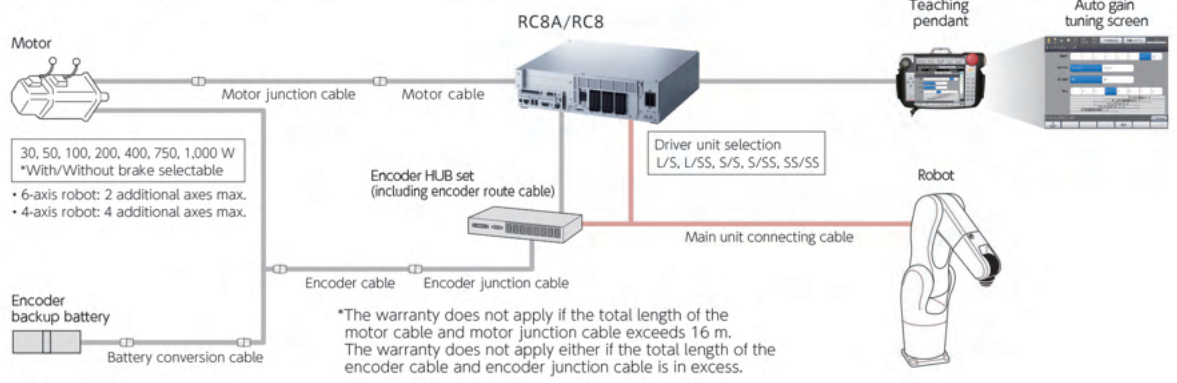 RC8A/RC8
Teaching
pendant
Auto gain
tuning screen
Motor
Motor junction cable
Motor cable
30, 50, 100, 200, 400, 750, 1,000 W
*With/Without brake selectable
• 6-axis robot: 2 additional axes max.
• 4-axis robot: 4 additional axes max.
Driver unit selection
L/S, L/SS, S/S, S/SS, SS/SS
Encoder HUB set
(including encoder route cable)
Robot
Main unit connecting cable
Encoder cable
Encoder junction cable
Encoder
backup battery
Battery conversion cable
*The warranty does not apply if the total length of the
motor cable and motor junction cable exceeds 16 m.
The warranty does not apply either if the total length of the
encoder cable and encoder junction cable is in excess.